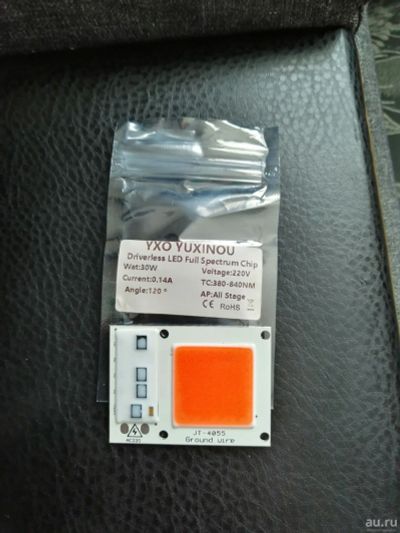 YXO YUXINOU
Driverless LED Full Spectrum Chip
Wat:30W Voltage:220V
Current:0,14A TC:380-840NM
Angle:120° AP:All Stage
CE RoHS
JT-4055
Ground wire
au.ru